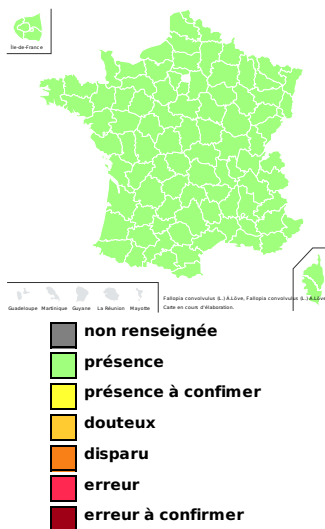 Île-de-France
Guadeloupe Martinique Guyane La Réunion Mayotte
Fallopia convolvulus (L.) A.Löve, Fallopia convolvulus (L.) A.Löve
Carte en cours d'élaboration.
non renseignée
présence
présence à confimer
douteux
disparu
erreur
erreur à confirmer